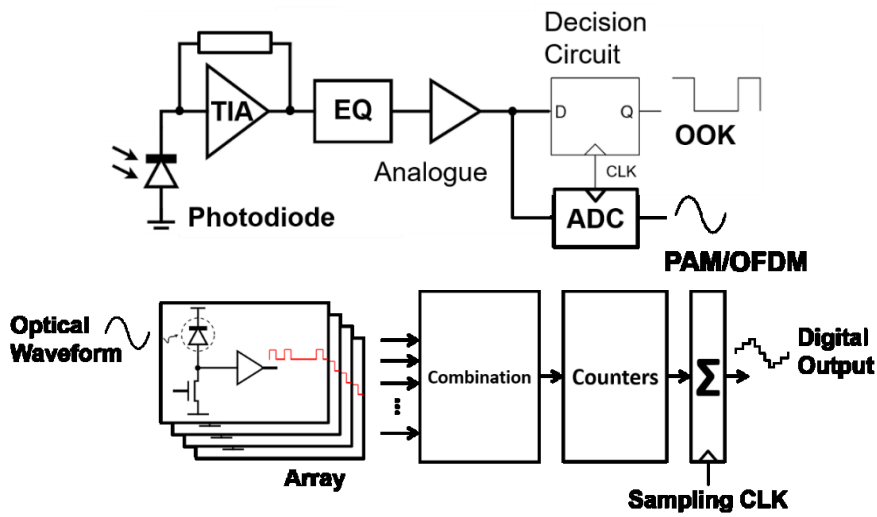 Decision
Circuit
TIA
EQ
D
Q
OOK
CLK
Analogue
Photodiode
ADC
PAM/OFDM
Optical
Waveform
Combination
Counters
Σ
Digital
Output
Array
Sampling CLK